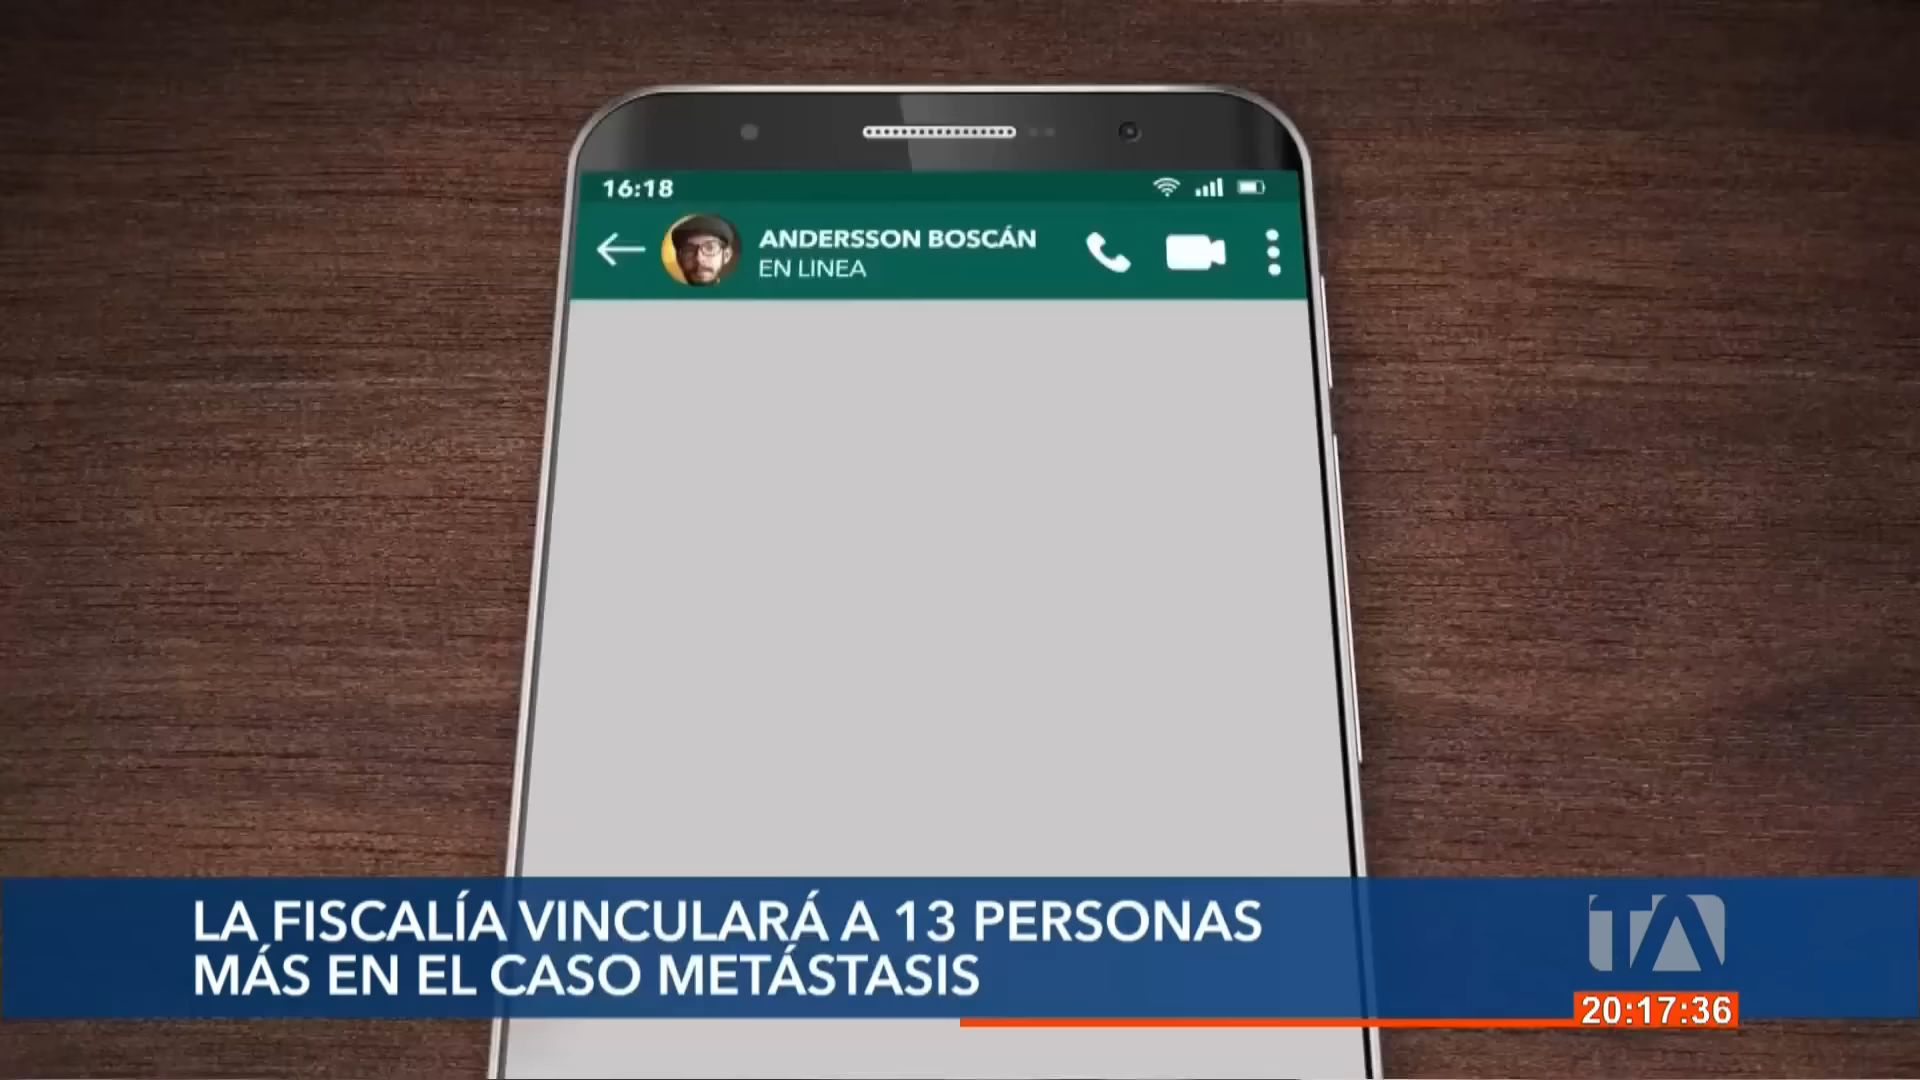 16:18
ANDERSSON BOSCÁN
EN LINEA
LA FISCALÍA VINCULARÁ A 13 PERSONAS
MÁS EN EL CASO METÁSTASIS
TA
20:17:36